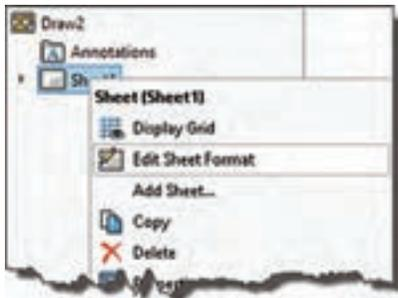 Draw2
Annotations
Sheet (Sheet1)
Display Grid
Edit Sheet Format
Add Sheet...
Copy
Delete